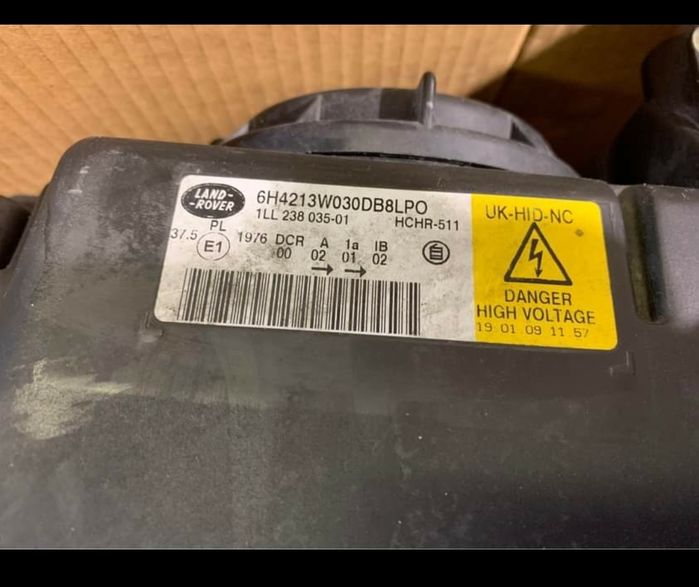 LAND-
ROVER
6H4213W030DB8LPO
1LL 238 035-01 HCHR-511
PL
37.5 E1 1976 DCR A 1a IB
00 02 01 02
→ →
UK-HID-NC
DANGER
HIGH VOLTAGE
19 01 09 11 57